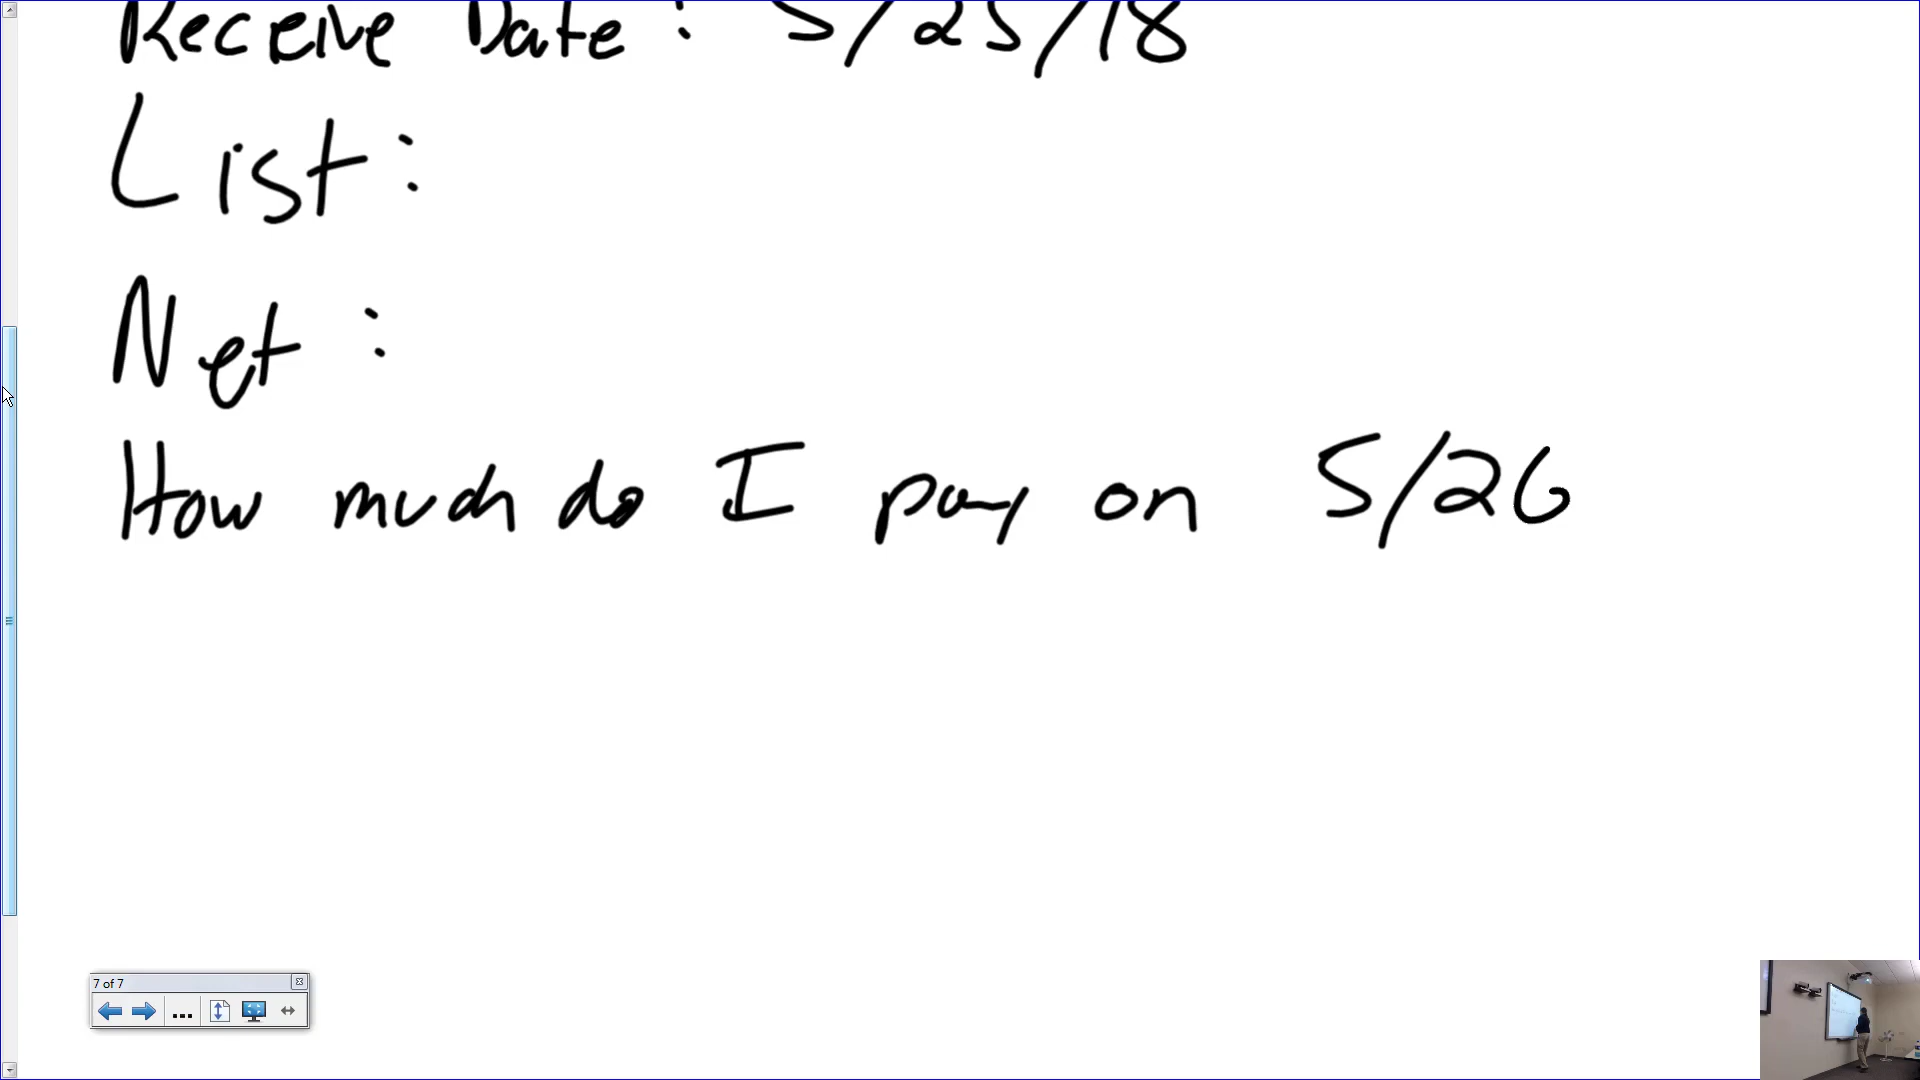 Receive Date: 5/25/18
List:
Net:
How much do I pay on 5/26
7 of 7
...